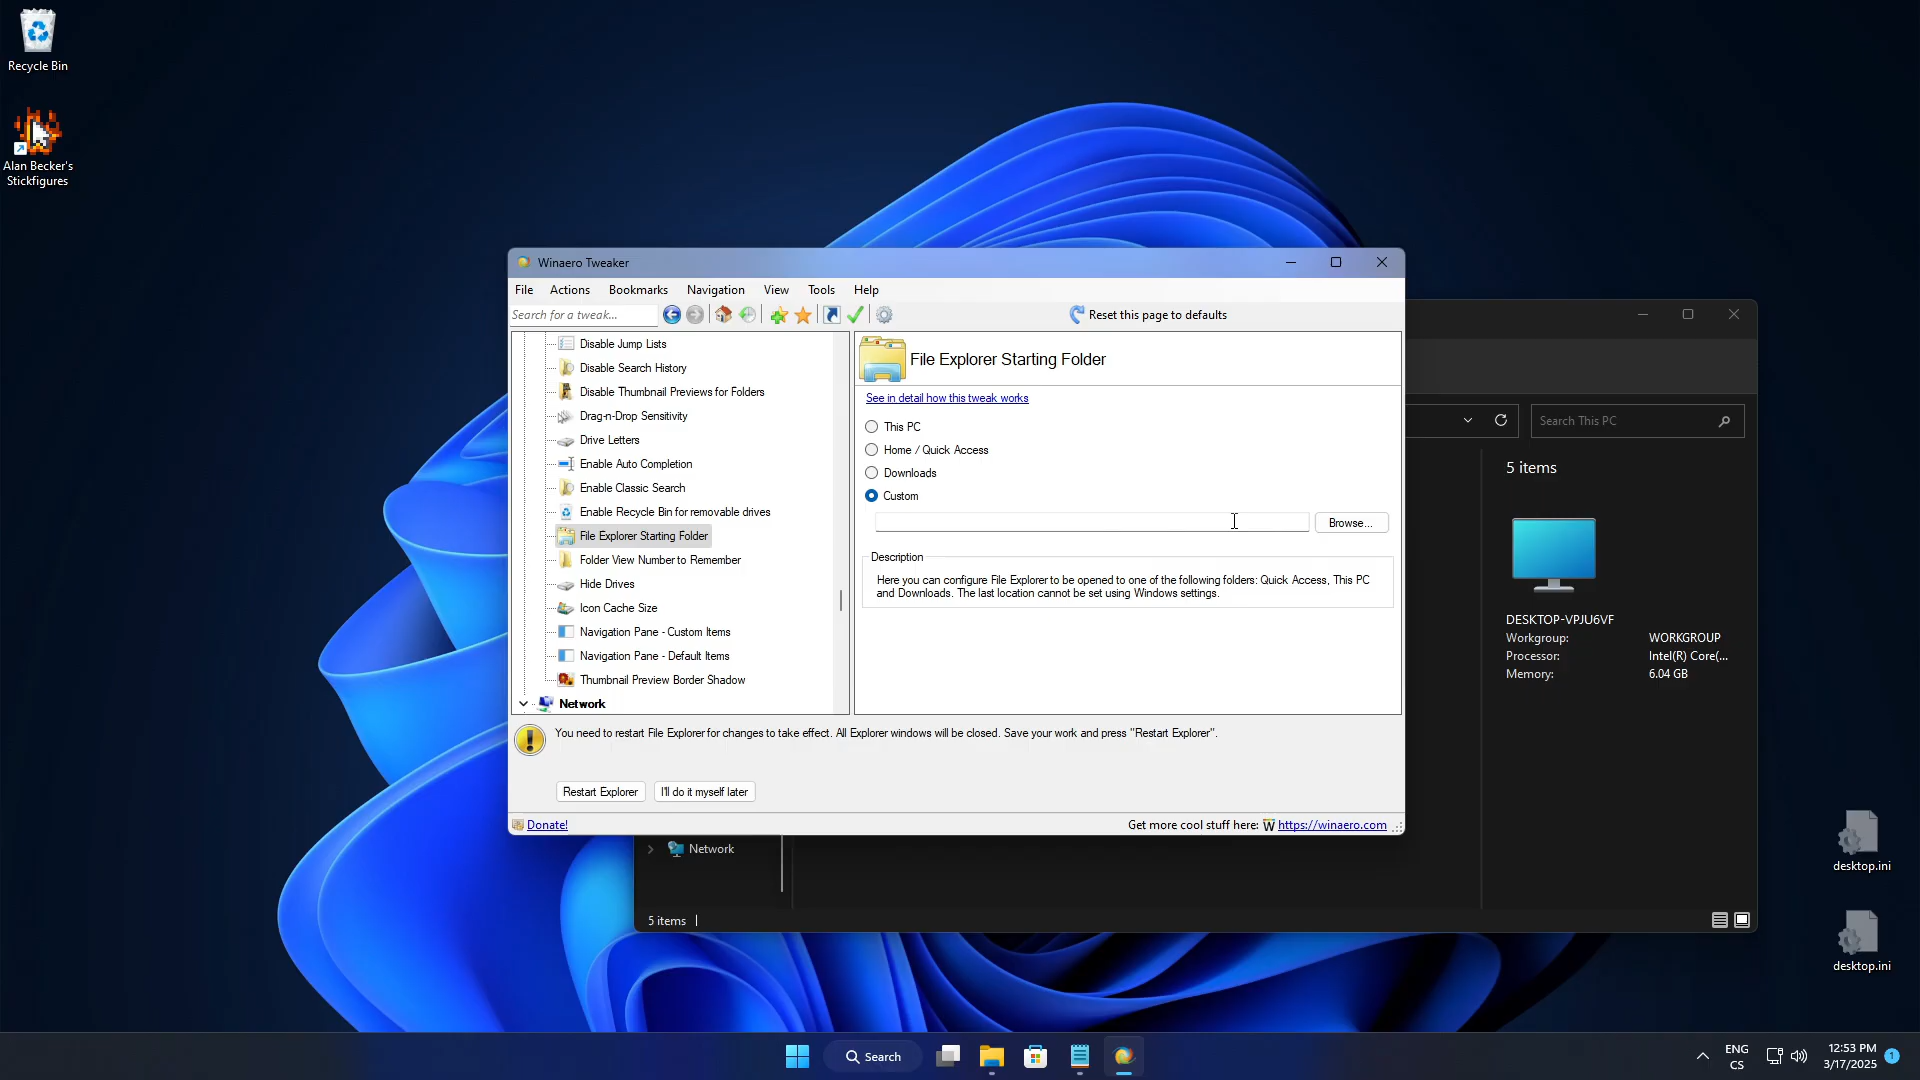 Recycle Bin
Alan Becker's
Stickfigures
Winaero Tweaker
File Actions Bookmarks Navigation View Tools Help
Search for a tweak...
Reset this page to defaults
Disable Jump Lists
Disable Search History
Disable Thumbnail Previews for Folders
Drag-n-Drop Sensitivity
Drive Letters
Enable Auto Completion
Enable Classic Search
Enable Recycle Bin for removable drives
File Explorer Starting Folder
Folder View Number to Remember
Hide Drives
Icon Cache Size
Navigation Pane - Custom Items
Navigation Pane - Default Items
Thumbnail Preview Border Shadow
Network
File Explorer Starting Folder
See in detail how this tweak works
This PC
Home / Quick Access
Downloads
Custom
Browse...
Description
Here you can configure File Explorer to be opened to one of the following folders: Quick Access, This PC
and Downloads. The last location cannot be set using Windows settings.
You need to restart File Explorer for changes to take effect. All Explorer windows will be closed. Save your work and press "Restart Explorer".
Restart Explorer I'll do it myself later
Donate! Get more cool stuff here: W https://winaero.com
Search This PC
5 items
DESKTOP-VPJU6VF
Workgroup: WORKGROUP
Processor: Intel(R) Core(...
Memory: 6.04 GB
Network
5 items
desktop.ini
desktop.ini
Search
ENG
CS
12:53 PM
3/17/2025
1